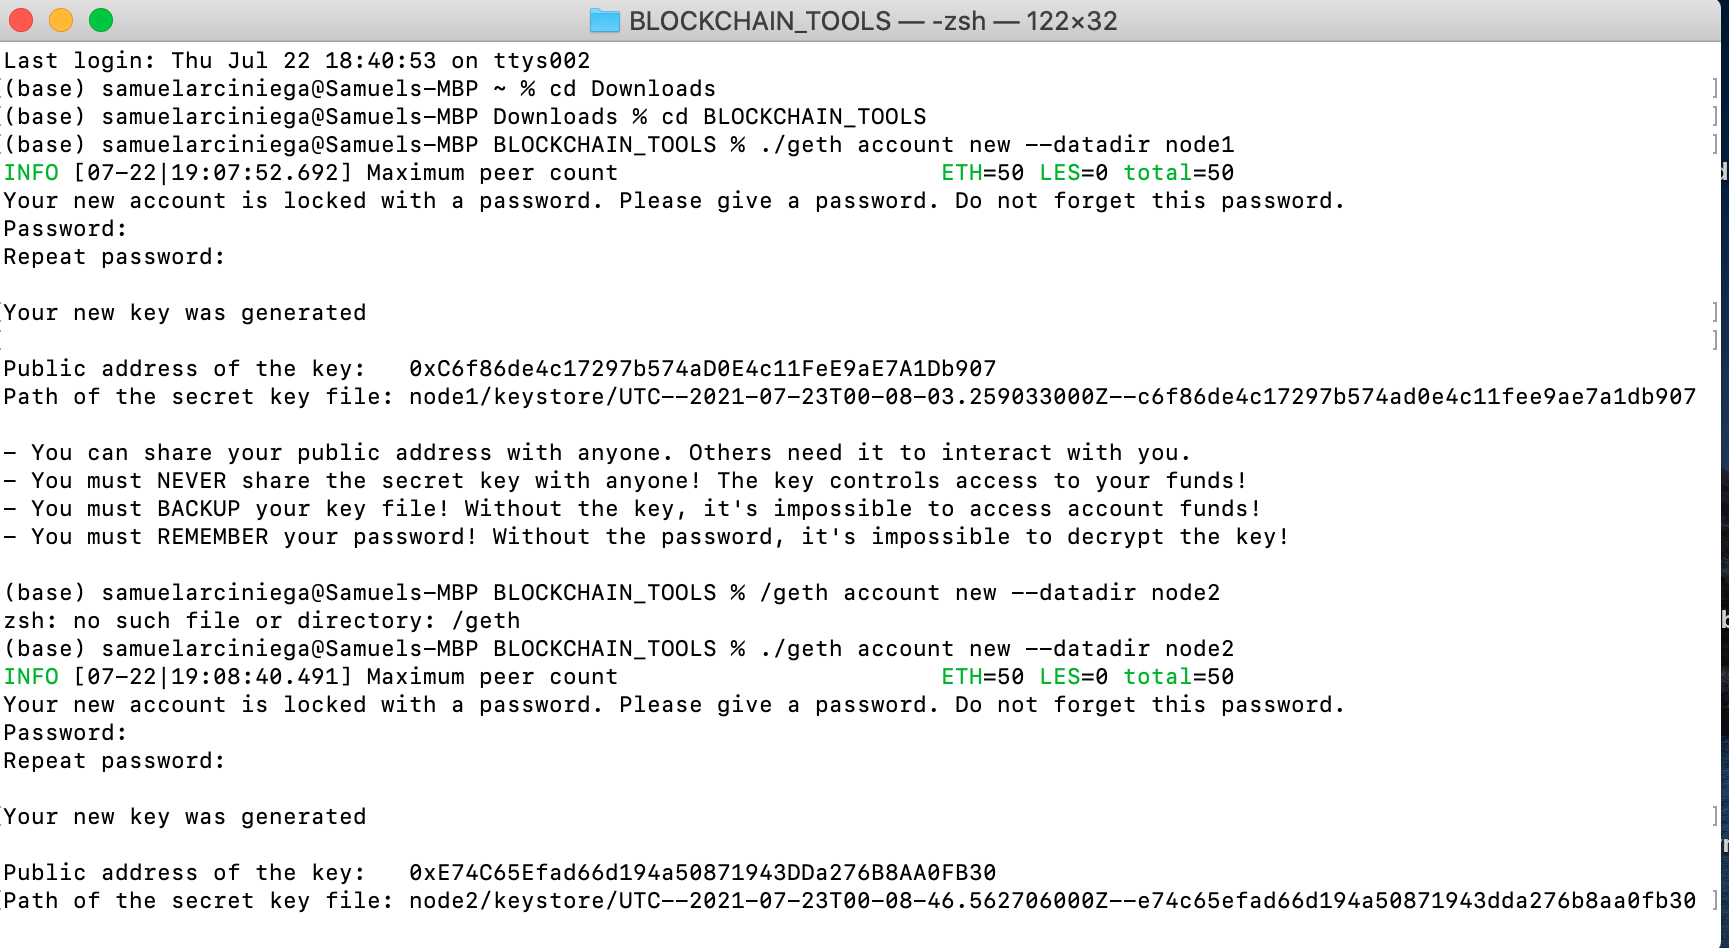 BLOCKCHAIN_TOOLS — -zsh — 122×32
Last login: Thu Jul 22 18:40:53 on ttys002
(base) samuelarciniega@Samuels-MBP ~ % cd Downloads
(base) samuelarciniega@Samuels-MBP Downloads % cd BLOCKCHAIN_TOOLS
(base) samuelarciniega@Samuels-MBP BLOCKCHAIN_TOOLS % ./geth account new --datadir node1
INFO [07-22|19:07:52.692] Maximum peer count ETH=50 LES=0 total=50
Your new account is locked with a password. Please give a password. Do not forget this password.
Password:
Repeat password:
Your new key was generated
Public address of the key: 0xC6f86de4c17297b574aD0E4c11FeE9aE7A1Db907
Path of the secret key file: node1/keystore/UTC--2021-07-23T00-08-03.259033000Z--c6f86de4c17297b574ad0e4c11fee9ae7a1db907
- You can share your public address with anyone. Others need it to interact with you.
- You must NEVER share the secret key with anyone! The key controls access to your funds!
- You must BACKUP your key file! Without the key, it's impossible to access account funds!
- You must REMEMBER your password! Without the password, it's impossible to decrypt the key!
(base) samuelarciniega@Samuels-MBP BLOCKCHAIN_TOOLS % /geth account new --datadir node2
zsh: no such file or directory: /geth
(base) samuelarciniega@Samuels-MBP BLOCKCHAIN_TOOLS % ./geth account new --datadir node2
INFO [07-22|19:08:40.491] Maximum peer count ETH=50 LES=0 total=50
Your new account is locked with a password. Please give a password. Do not forget this password.
Password:
Repeat password:
Your new key was generated
Public address of the key: 0xE74C65Efad66d194a50871943DDa276B8AA0FB30
Path of the secret key file: node2/keystore/UTC--2021-07-23T00-08-46.562706000Z--e74c65efad66d194a50871943dda276b8aa0fb30